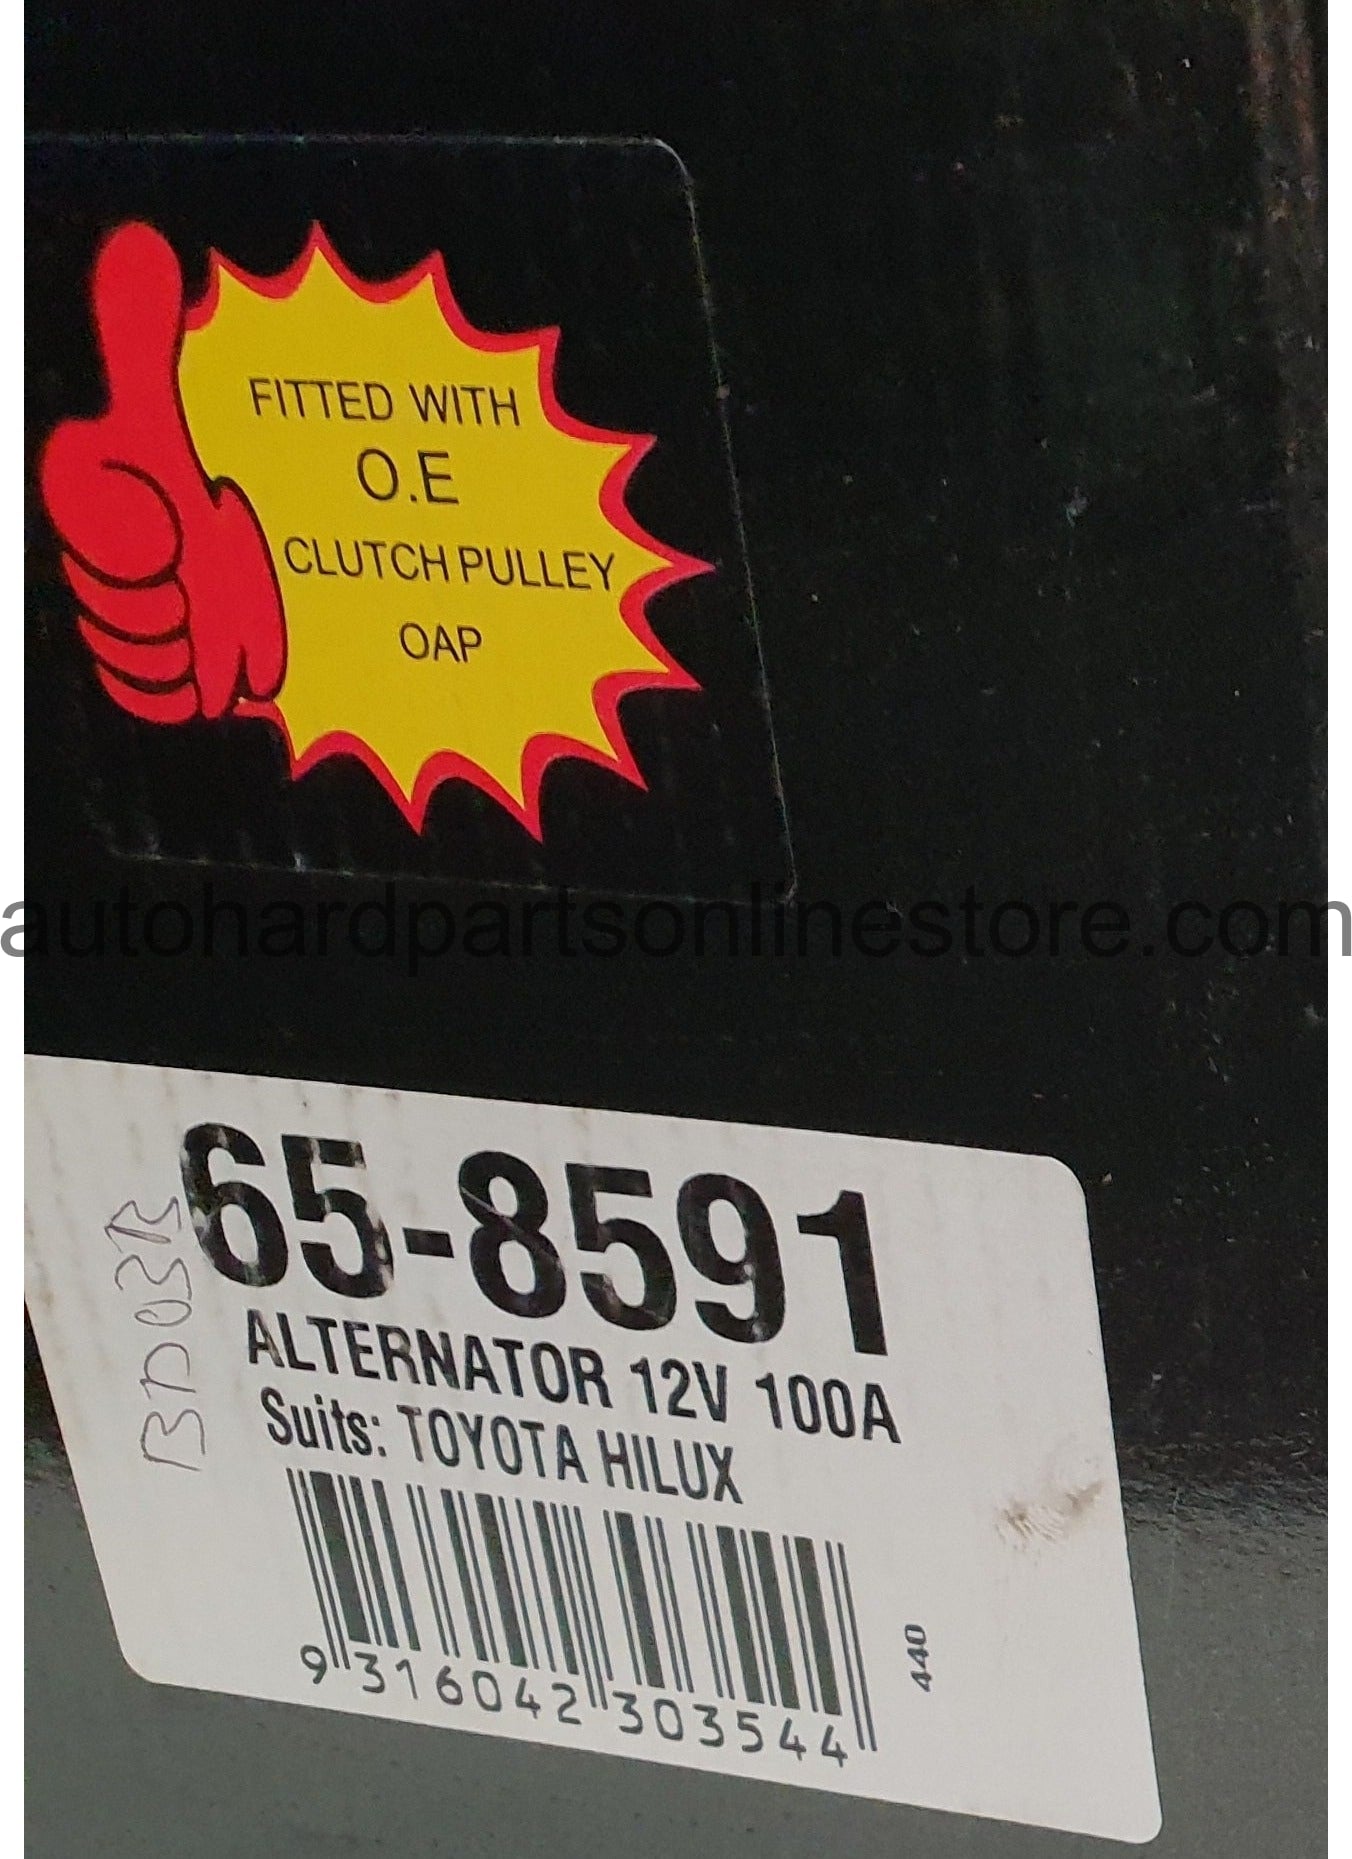 FITTED WITH
O.E
CLUTCH PULLEY
OAP
autohardpartsonlinestore.com
65-8591
ALTERNATOR 12V 100A
Suits: TOYOTA HILUX
9 316042 303544
440